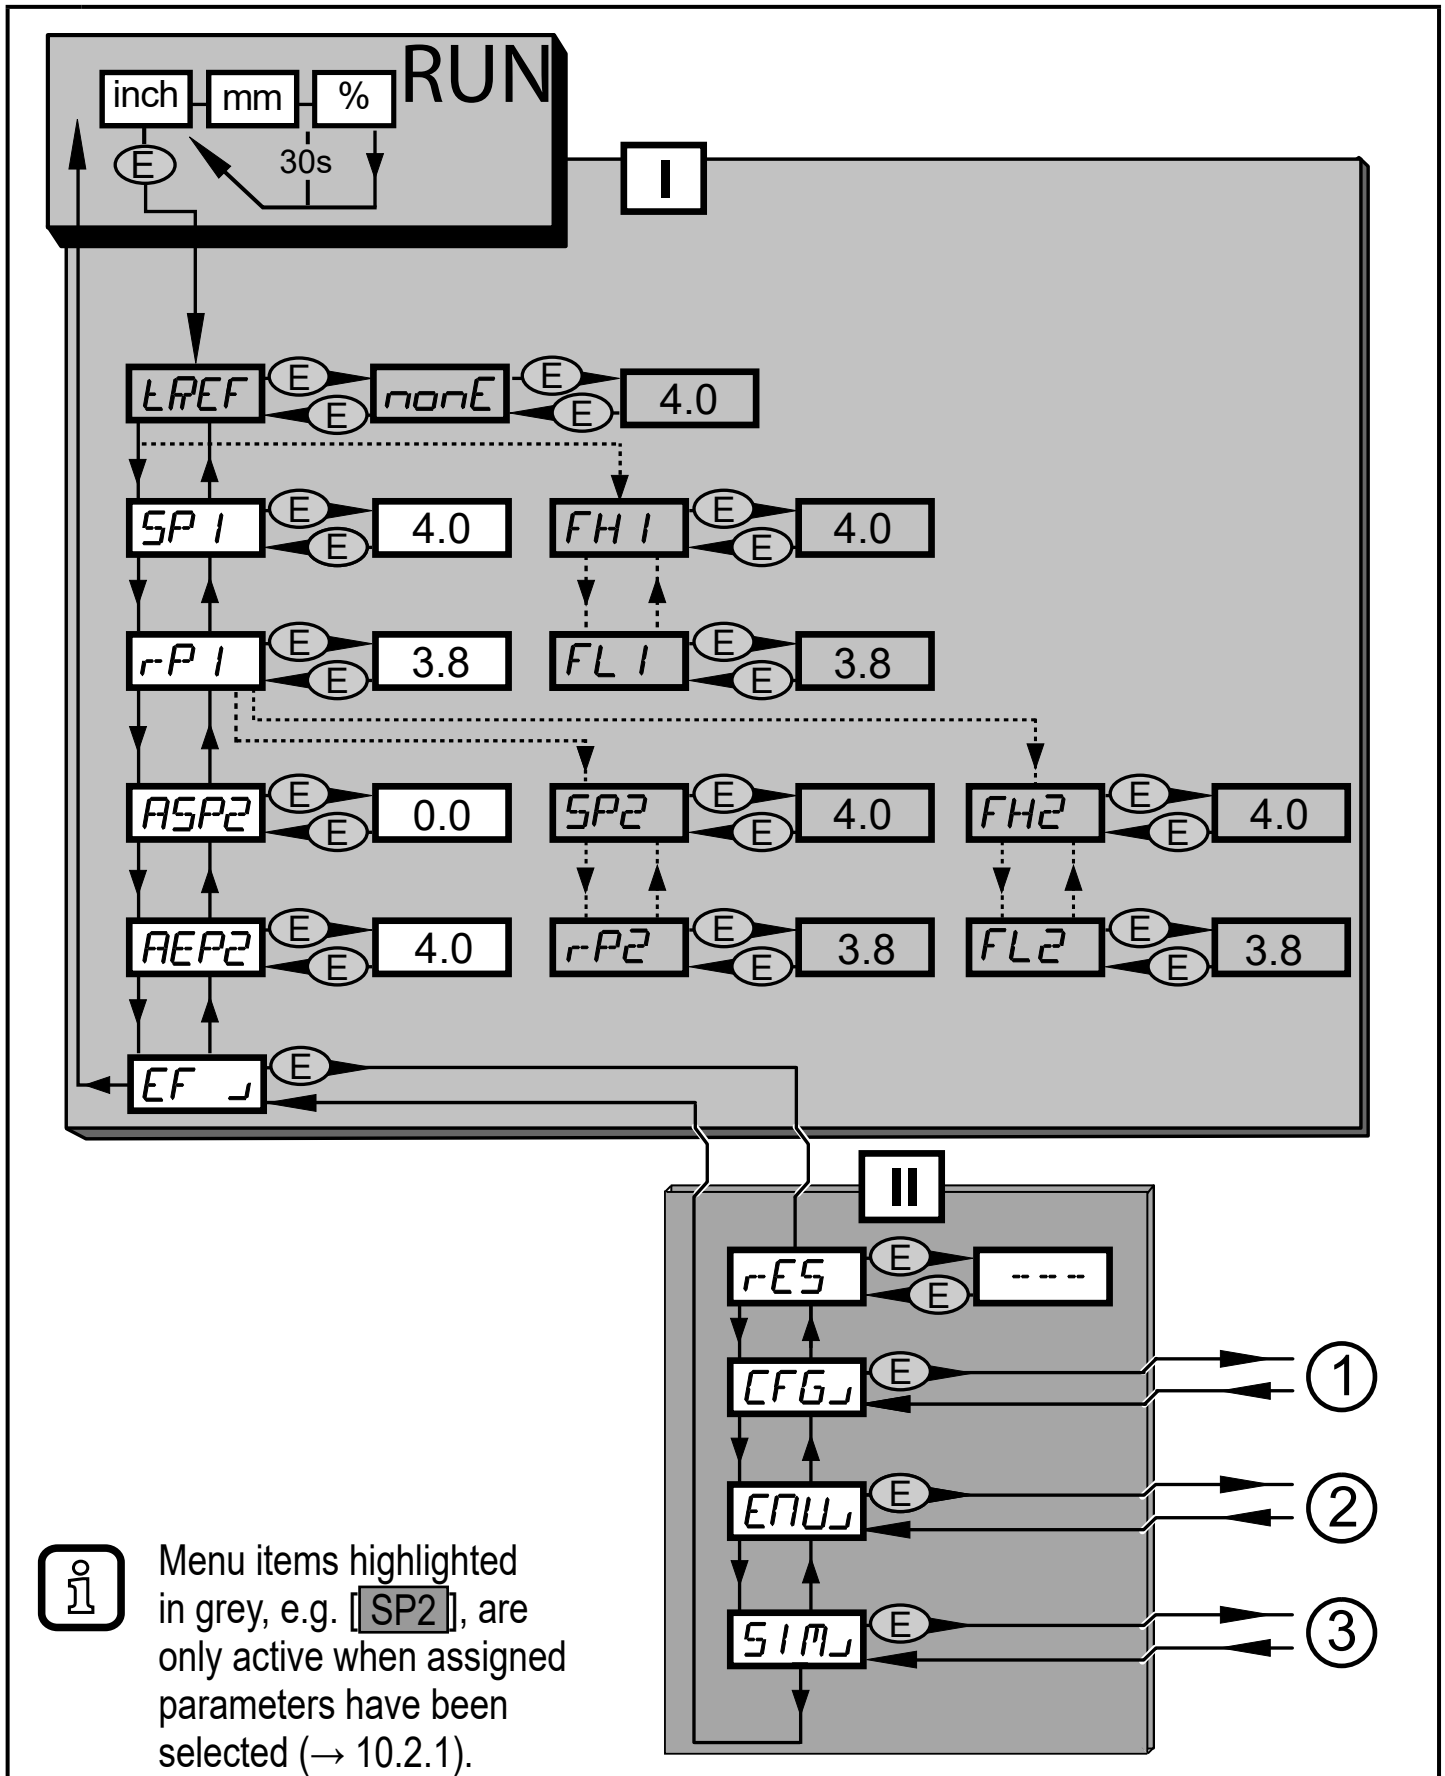 RUN
inch mm %
E 30s
I
tREF E E nonE E E 4.0
SP1 E E 4.0 FH1 E E 4.0
rP1 E E 3.8 FL1 E E 3.8
ASP2 E E 0.0 SP2 E E 4.0 FH2 E E 4.0
AEP2 E E 4.0 rP2 E E 3.8 FL2 E E 3.8
EF E
II
rES E E ---
CFG E 1
ENU E 2
SIM E 3
i
Menu items highlighted
in grey, e.g. [ SP2 ], are
only active when assigned
parameters have been
selected (→ 10.2.1).